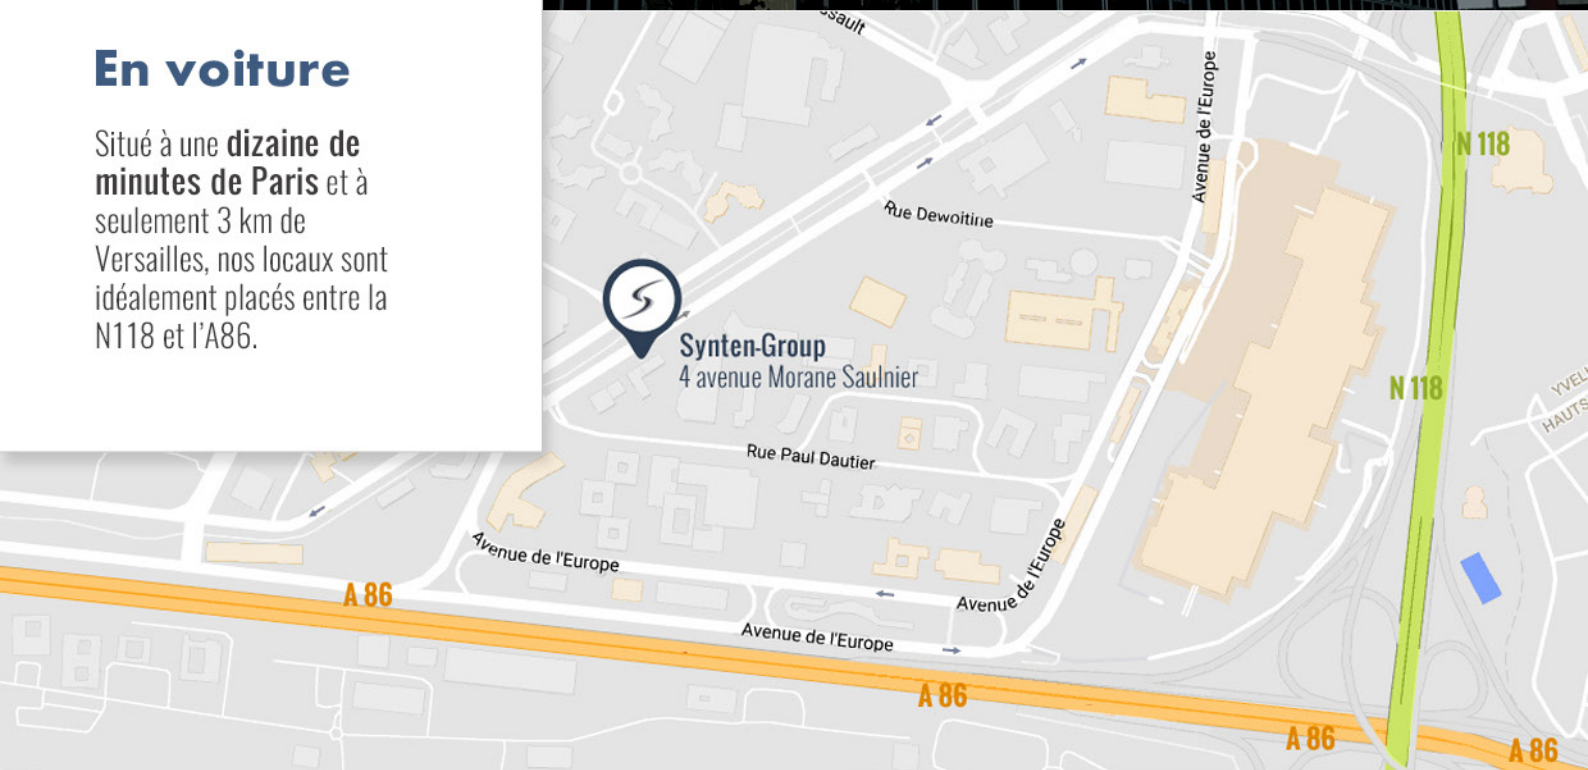 En voiture
Situé à une dizaine de
minutes de Paris et à
seulement 3 km de
Versailles, nos locaux sont
idéalement placés entre la
N118 et l'A86.
Avenue de l'Europe
N 118
Rue Dewoitine
Synten-Group
4 avenue Morane Saulnier
N 118
Rue Paul Dautier
Avenue de l'Europe
Avenue de l'Europe
A 86
Avenue de l'Europe
A 86
A 86
A 86